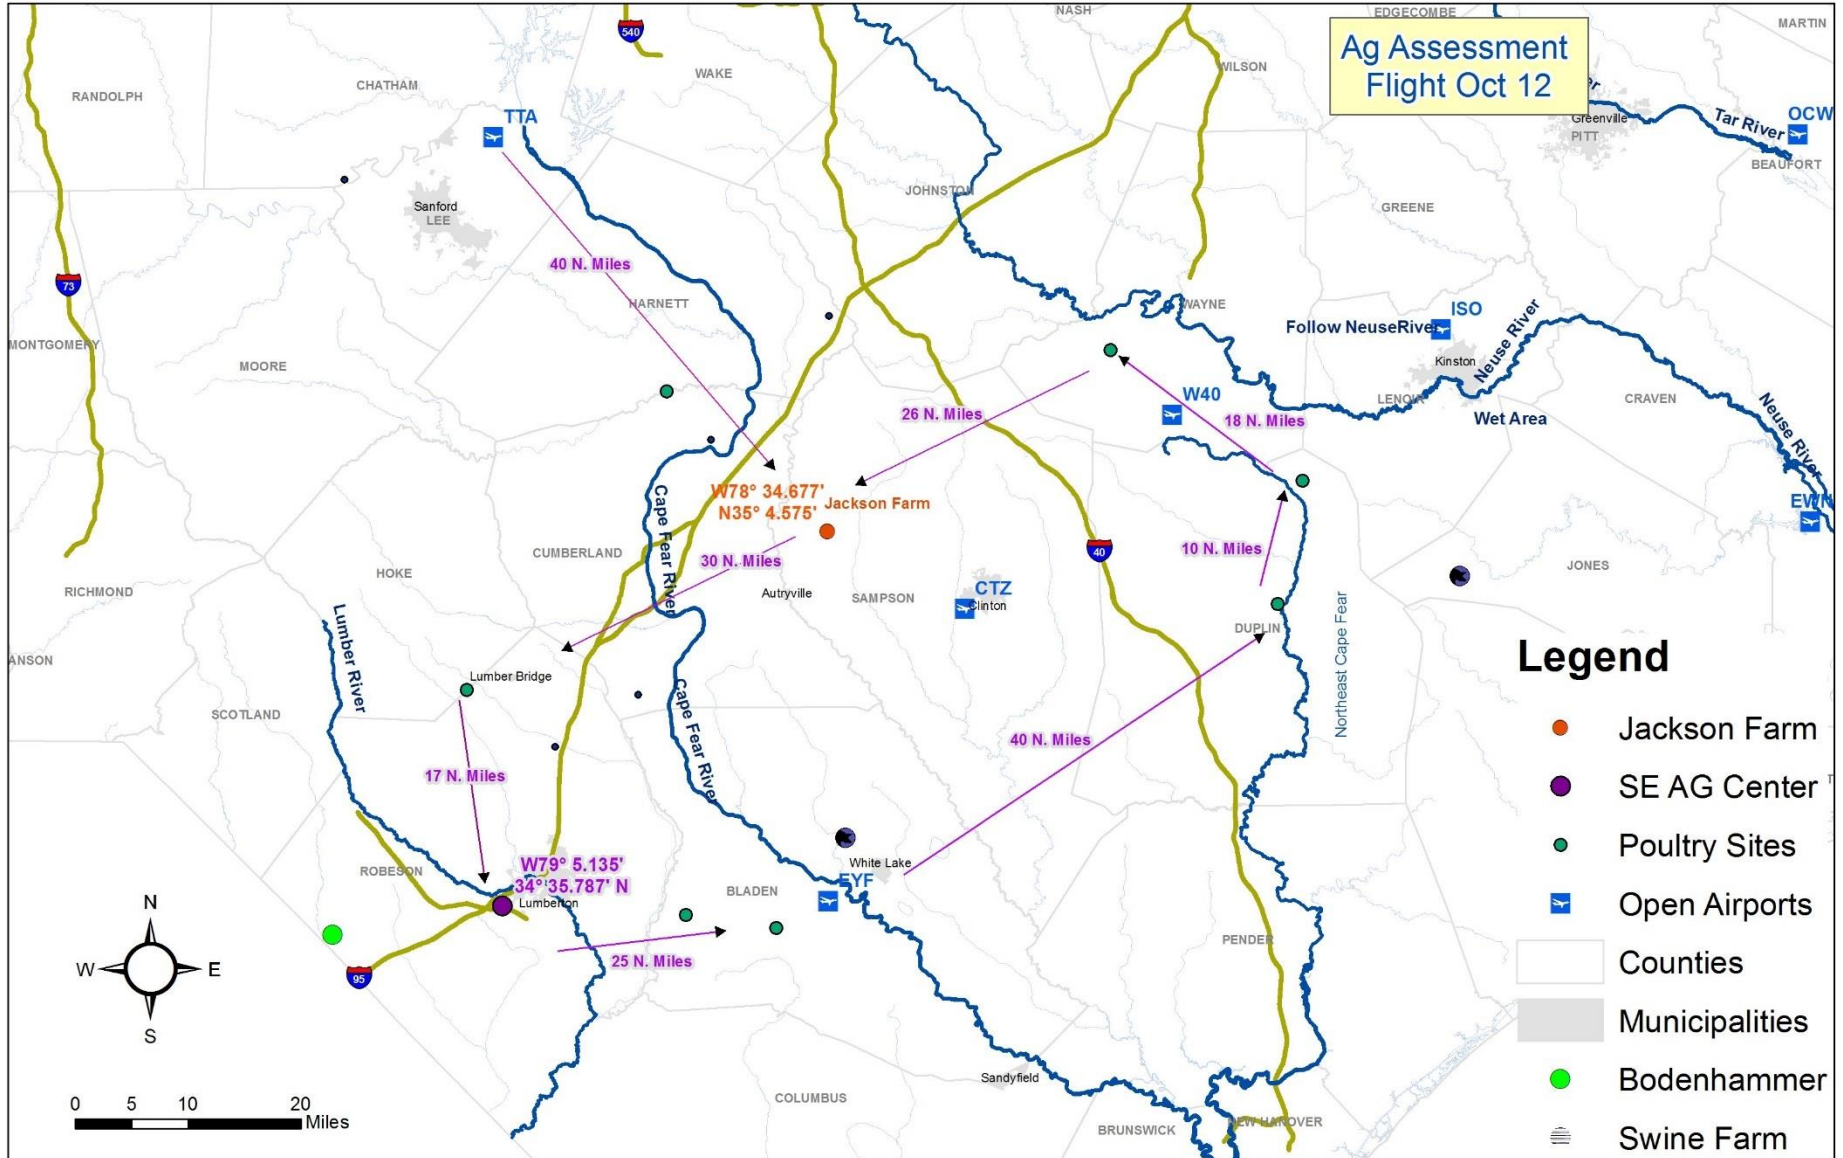 NASH
EDGECOMBE
MARTIN
540
WAKE
WILSON
Ag Assessment
Flight Oct 12
CHATHAM
RANDOLPH
TTA
Greenville
PITT
Tar River
OCW
BEAUFORT
JOHNSTON
Sanford
LEE
GREENE
40 N. Miles
73
HARNETT
WAYNE
ISO
Follow NeuseRiver
Neuse River
MONTGOMERY
MOORE
Kinston
W40
LENOIR
CRAVEN
Neuse River
26 N. Miles
18 N. Miles
Wet Area
W78° 34.677'
N35° 4.575'
Jackson Farm
Cape Fear River
EWN
CUMBERLAND
30 N. Miles
40
10 N. Miles
JONES
HOKE
RICHMOND
Autryville
SAMPSON
CTZ
Clinton
DUPLIN
Northeast Cape Fear
Lumber River
ANSON
Lumber Bridge
Cape Fear River
SCOTLAND
40 N. Miles
17 N. Miles
White Lake
W79° 5.135'
34° 35.787' N
ROBESON
Lumberton
BLADEN
EYF
25 N. Miles
PENDER
95
N
W
E
S
Sandyfield
COLUMBUS
BRUNSWICK
NEW HANOVER
0 5 10 20
Miles
Legend
Jackson Farm
SE AG Center
Poultry Sites
Open Airports
Counties
Municipalities
Bodenhammer
Swine Farm